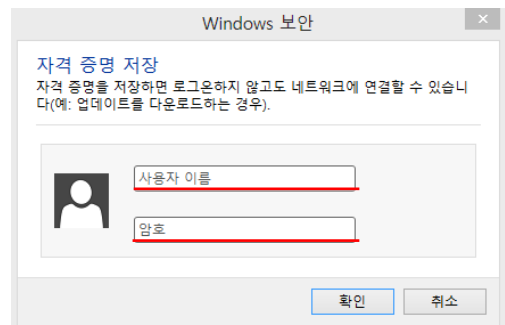 Windows 보안
자격 증명 저장
자격 증명을 저장하면 로그온하지 않고도 네트워크에 연결할 수 있습니
다(예: 업데이트를 다운로드하는 경우).
사용자 이름
암호
확인 취소